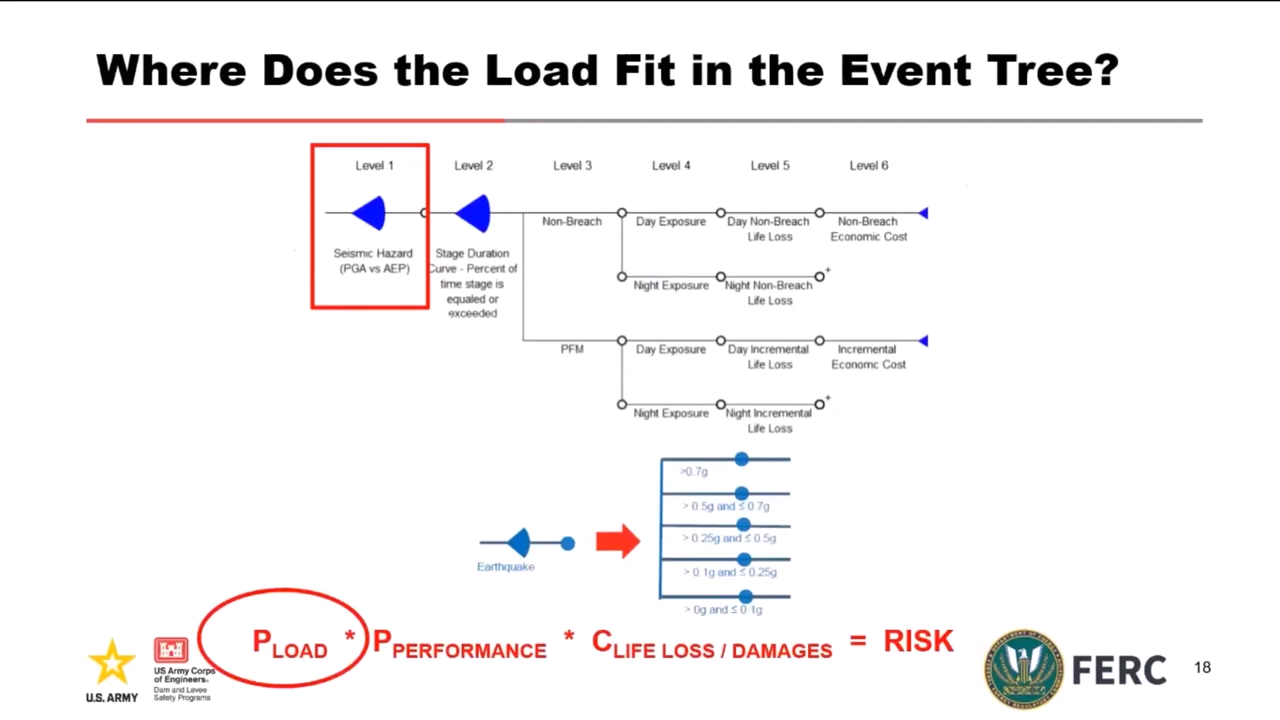 Where Does the Load Fit in the Event Tree?
Level 1
Level 2
Level 3
Level 4
Level 5
Level 6
Non-Breach
Day Exposure
Day Non-Breach
Life Loss
Non-Breach
Economic Cost
Seismic Hazard
(PGA vs AEP)
Stage Duration
Curve - Percent of
time stage is
equaled or
exceeded
Night Exposure
Night Non-Breach
Life Loss
+
PFM
Day Exposure
Day Incremental
Life Loss
Incremental
Economc Cost
Night Exposure
Night Incremental
Life Loss
+
>0.7g
> 0.5g and ≤ 0.7g
> 0.25g and ≤ 0.5g
> 0.1g and ≤ 0.25g
> 0g and ≤ 0.1g
Earthquake
PLOAD * PPERFORMANCE * CLIFE LOSS / DAMAGES = RISK
U.S. ARMY
US Army Corps
of Engineers®
Dam and Levee
Safety Programs
FERC
18